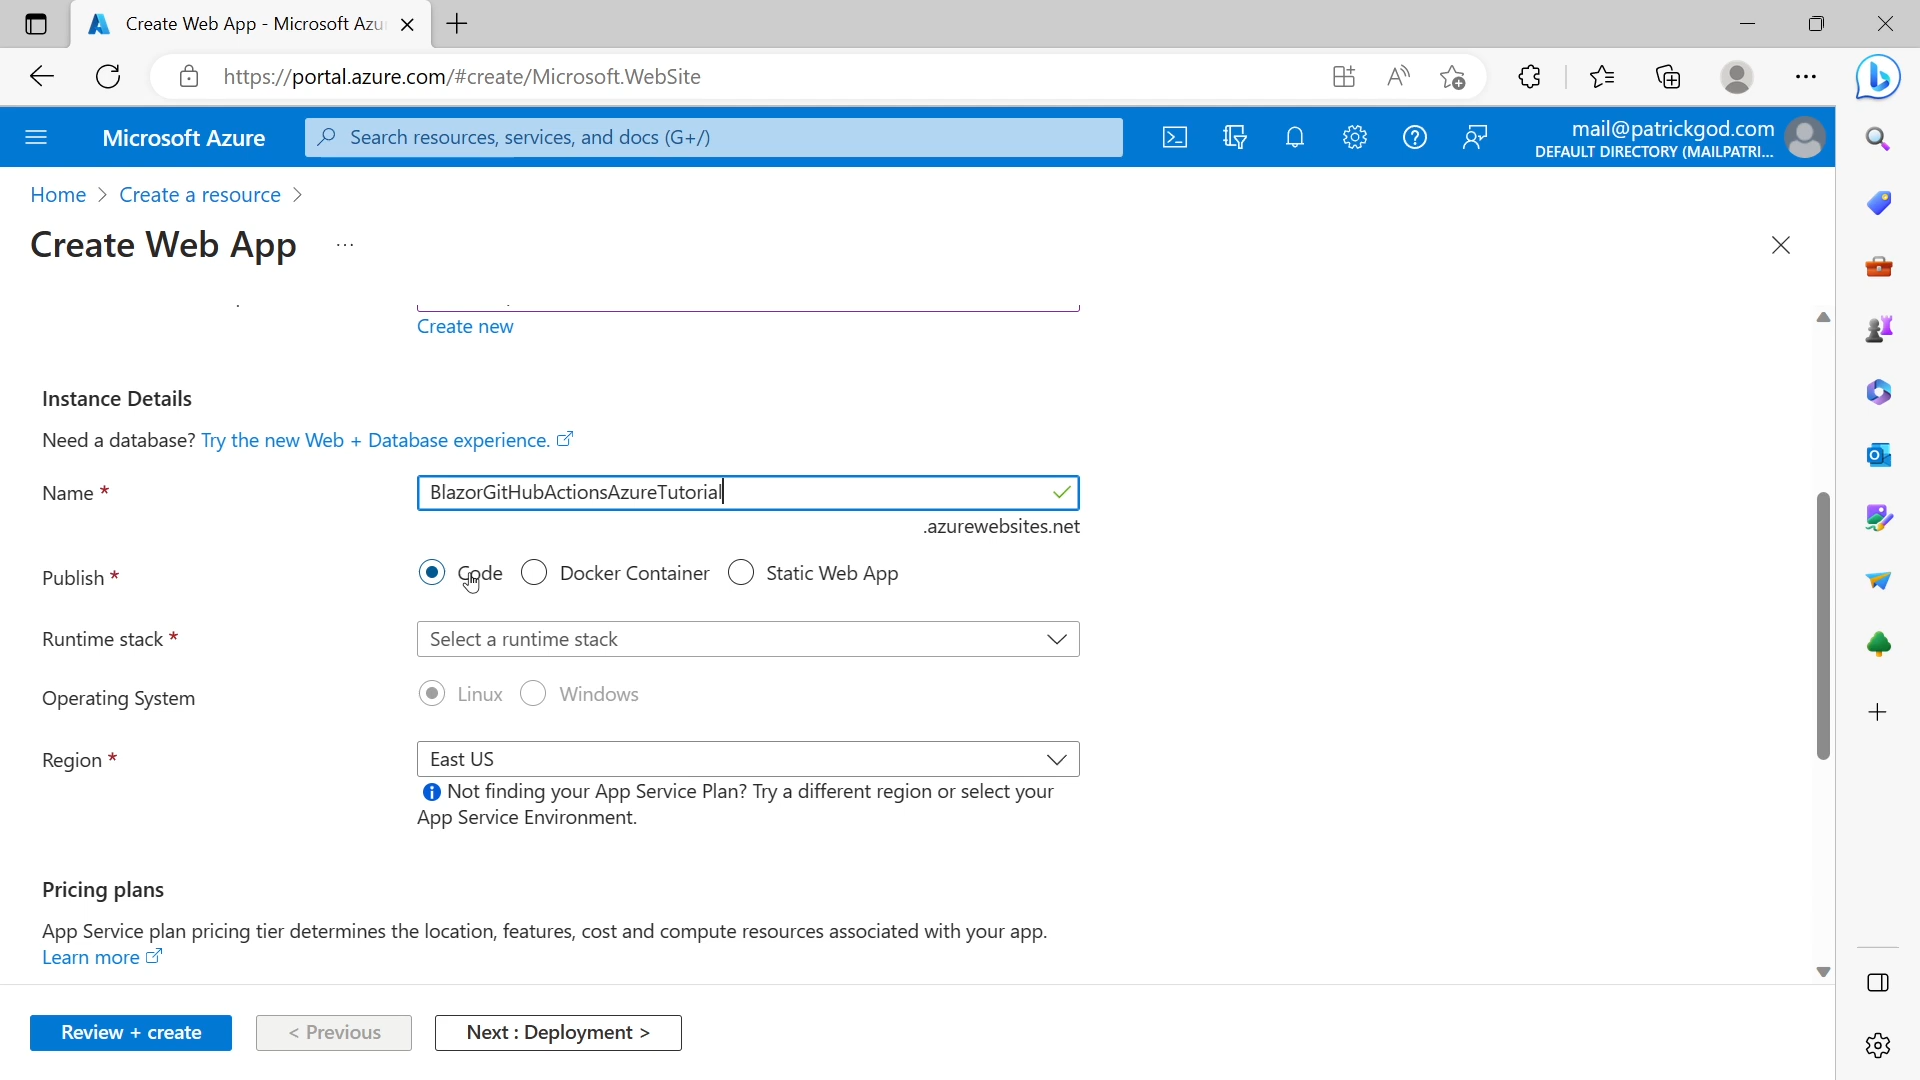 Create Web App - Microsoft Azu
https://portal.azure.com/#create/Microsoft.WebSite
Microsoft Azure
Search resources, services, and docs (G+/)
mail@patrickgod.com
DEFAULT DIRECTORY (MAILPATRI...
Home > Create a resource >
Create Web App ...
Create new
Instance Details
Need a database? Try the new Web + Database experience.
Name *
BlazorGitHubActionsAzureTutorial
.azurewebsites.net
Publish *
Code Docker Container Static Web App
Runtime stack *
Select a runtime stack
Operating System
Linux Windows
Region *
East US
Not finding your App Service Plan? Try a different region or select your
App Service Environment.
Pricing plans
App Service plan pricing tier determines the location, features, cost and compute resources associated with your app.
Learn more
Review + create
< Previous
Next : Deployment >